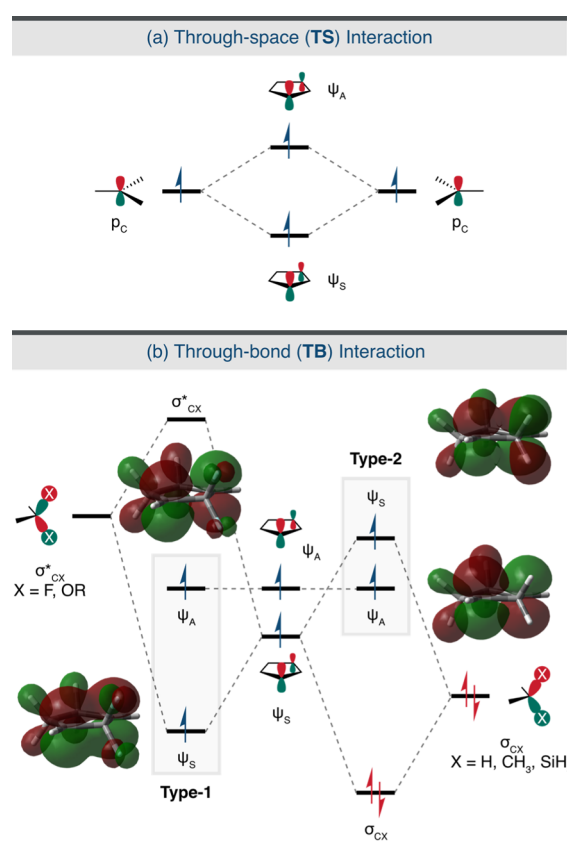 (a) Through-space (TS) Interaction
ψA
pC
pC
ψS
(b) Through-bond (TB) Interaction
σ*CX
Type-2
ψS
X
X
ψA
σ*CX
X = F, OR
ψA
ψA
X
X
ψS
ψS
σCX
X = H, CH3, SiH
Type-1
σCX